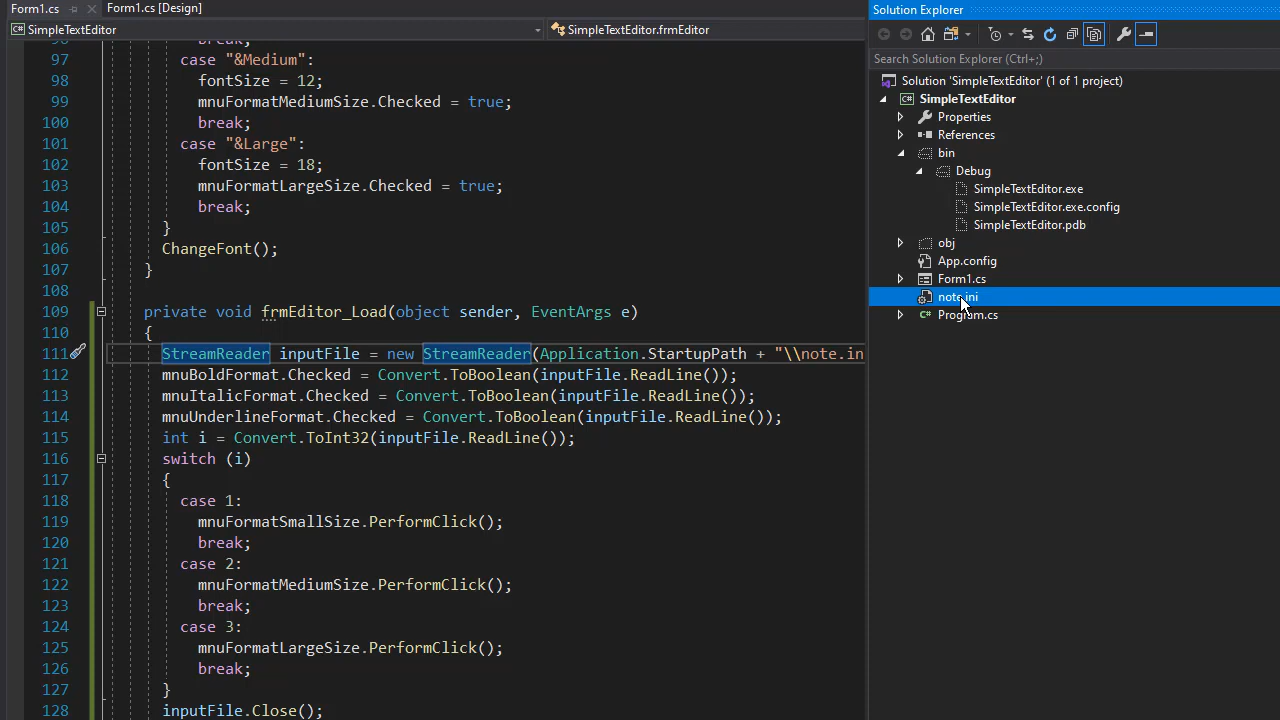 Form1.cs Form1.cs [Design]
SimpleTextEditor SimpleTextEditor.frmEditor
break;
97 case "&Medium":
98 fontSize = 12;
99 mnuFormatMediumSize.Checked = true;
100 break;
101 case "&Large":
102 fontSize = 18;
103 mnuFormatLargeSize.Checked = true;
104 break;
105 }
106 ChangeFont();
107 }
108
109 private void frmEditor_Load(object sender, EventArgs e)
110 {
111 StreamReader inputFile = new StreamReader(Application.StartupPath + "\\note.in
112 mnuBoldFormat.Checked = Convert.ToBoolean(inputFile.ReadLine());
113 mnuItalicFormat.Checked = Convert.ToBoolean(inputFile.ReadLine());
114 mnuUnderlineFormat.Checked = Convert.ToBoolean(inputFile.ReadLine());
115 int i = Convert.ToInt32(inputFile.ReadLine());
116 switch (i)
117 {
118 case 1:
119 mnuFormatSmallSize.PerformClick();
120 break;
121 case 2:
122 mnuFormatMediumSize.PerformClick();
123 break;
124 case 3:
125 mnuFormatLargeSize.PerformClick();
126 break;
127 }
128 inputFile.Close();
Solution Explorer
Search Solution Explorer (Ctrl+;)
Solution 'SimpleTextEditor' (1 of 1 project)
SimpleTextEditor
Properties
References
bin
Debug
SimpleTextEditor.exe
SimpleTextEditor.exe.config
SimpleTextEditor.pdb
obj
App.config
Form1.cs
note.ini
Program.cs